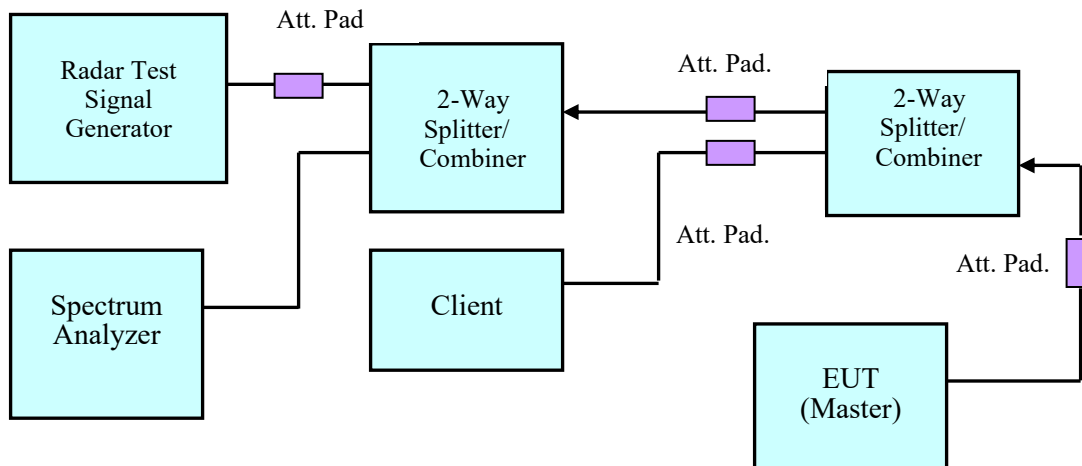 Att. Pad
Radar Test
Signal
Generator
2-Way
Splitter/
Combiner
Att. Pad.
2-Way
Splitter/
Combiner
Att. Pad.
Att. Pad.
Spectrum
Analyzer
Client
EUT
(Master)